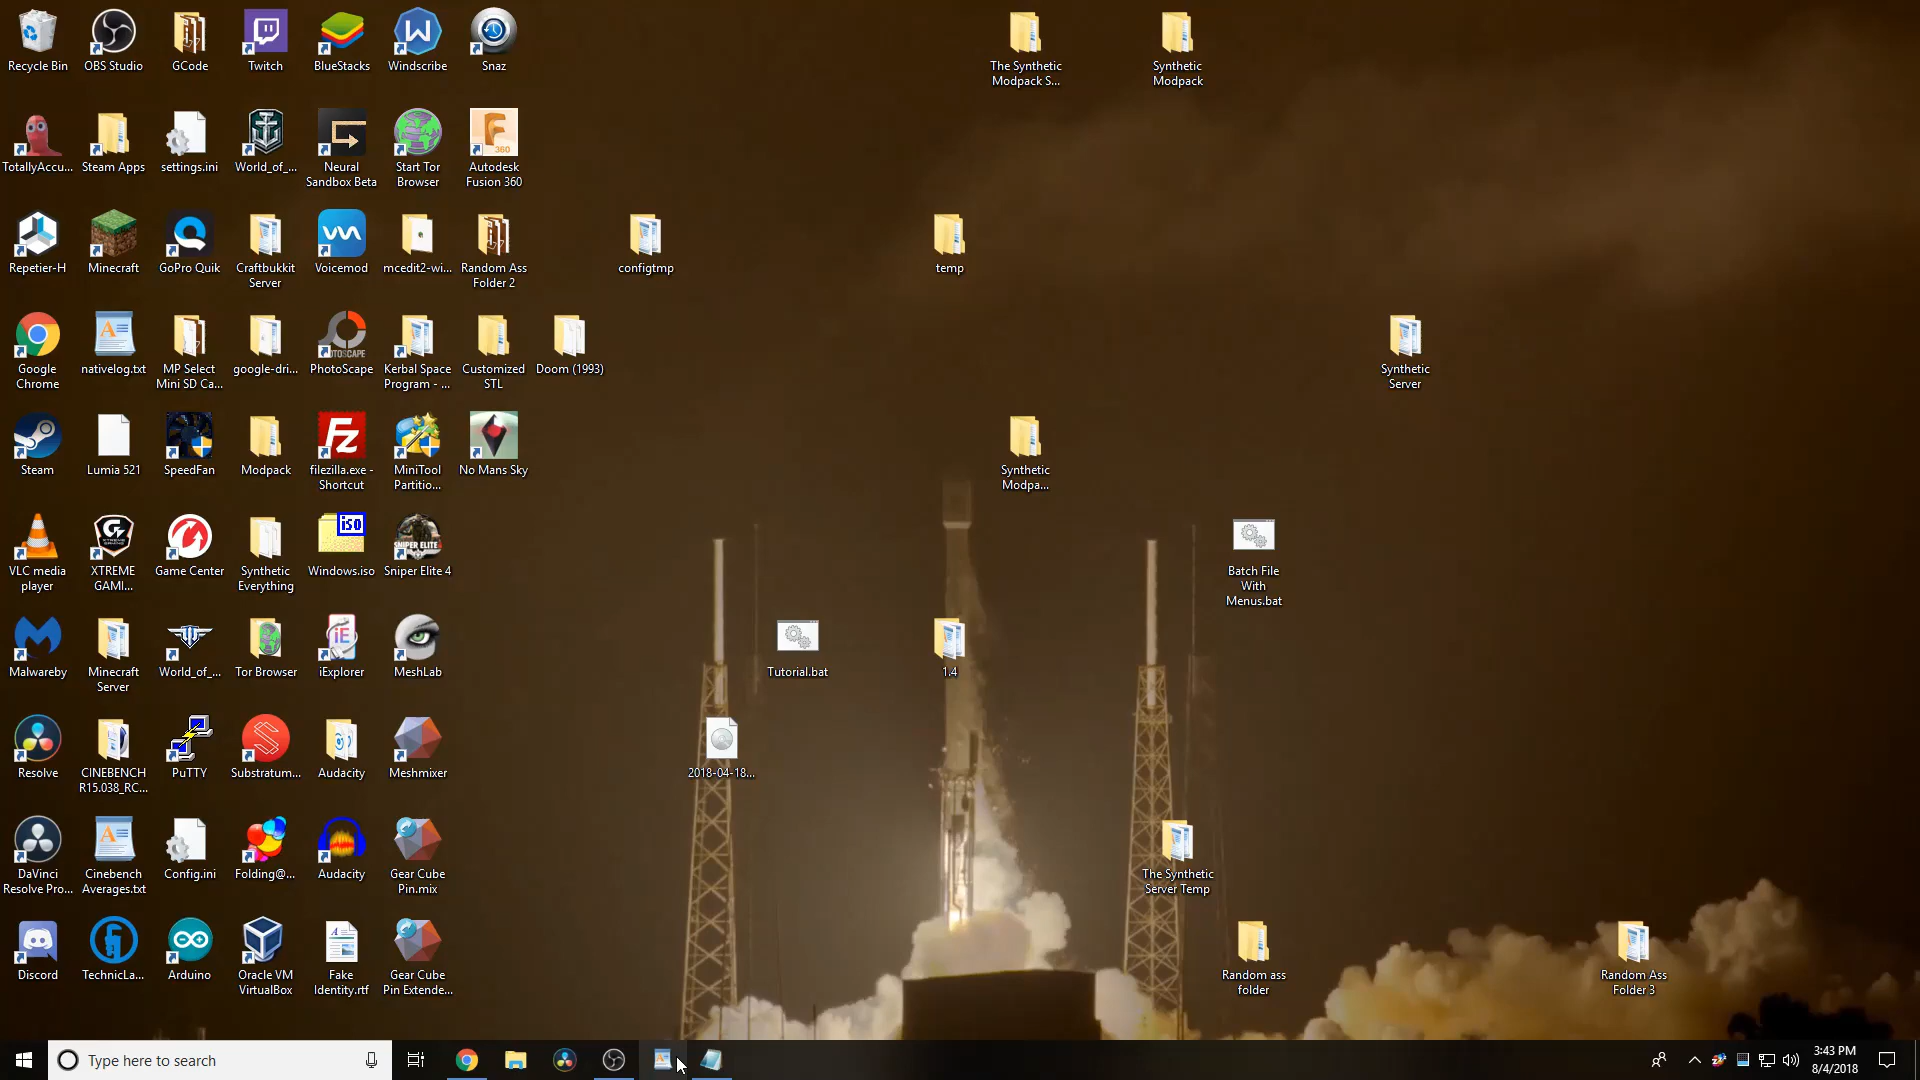 Recycle Bin
OBS Studio
GCode
Twitch
BlueStacks
Windscribe
Snaz
The Synthetic
Modpack S...
Synthetic
Modpack
TotallyAccu...
Steam Apps
settings.ini
World_of_...
Neural
Sandbox Beta
Start Tor
Browser
Autodesk
Fusion 360
360
Repetier-H
Minecraft
GoPro Quik
Craftbukkit
Server
Voicemod
mcedit2-wi...
Random Ass
Folder 2
configtmp
temp
Google
Chrome
nativelog.txt
MP Select
Mini SD Ca...
google-dri...
PhotoScape
Kerbal Space
Program - ...
Customized
STL
Doom (1993)
Synthetic
Server
Steam
Lumia 521
SpeedFan
Modpack
filezilla.exe -
Shortcut
MiniTool
Partitio...
No Mans Sky
Synthetic
Modpa...
VLC media
player
XTREME
GAMI...
Game Center
Synthetic
Everything
iso
Windows.iso
SNIPER ELITE
Sniper Elite 4
Batch File
With
Menus.bat
Malwareby
Minecraft
Server
World_of_...
Tor Browser
iE
iExplorer
MeshLab
Tutorial.bat
1.4
Resolve
CINEBENCH
R15.038_RC...
PuTTY
Substratum...
Audacity
Meshmixer
2018-04-18...
DaVinci
Resolve Pro...
Cinebench
Averages.txt
Config.ini
Folding@...
Audacity
Gear Cube
Pin.mix
The Synthetic
Server Temp
Discord
TechnicLa...
Arduino
Oracle VM
VirtualBox
Fake
Identity.rtf
Gear Cube
Pin Extende...
Random ass
folder
Random Ass
Folder 3
Type here to search
3:43 PM
8/4/2018